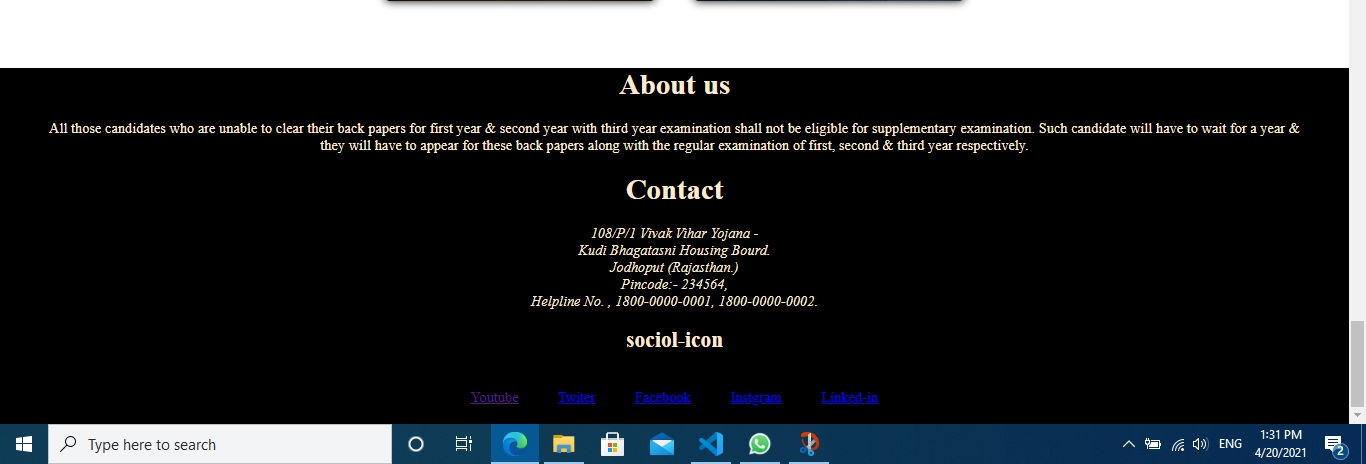 About us
All those candidates who are unable to clear their back papers for first year & second year with third year examination shall not be eligible for supplementary examination. Such candidate will have to wait for a year &
they will have to appear for these back papers along with the regular examination of first, second & third year respectively.
Contact
108/P/1 Vivak Vihar Yojana -
Kudi Bhagatasni Housing Bourd.
Jodhoput (Rajasthan.)
Pincode:- 234564,
Helpline No. , 1800-0000-0001, 1800-0000-0002.
sociol-icon
Youtube Twiter Facebook Instgram Linked-in
Type here to search
ENG
1:31 PM
4/20/2021
2